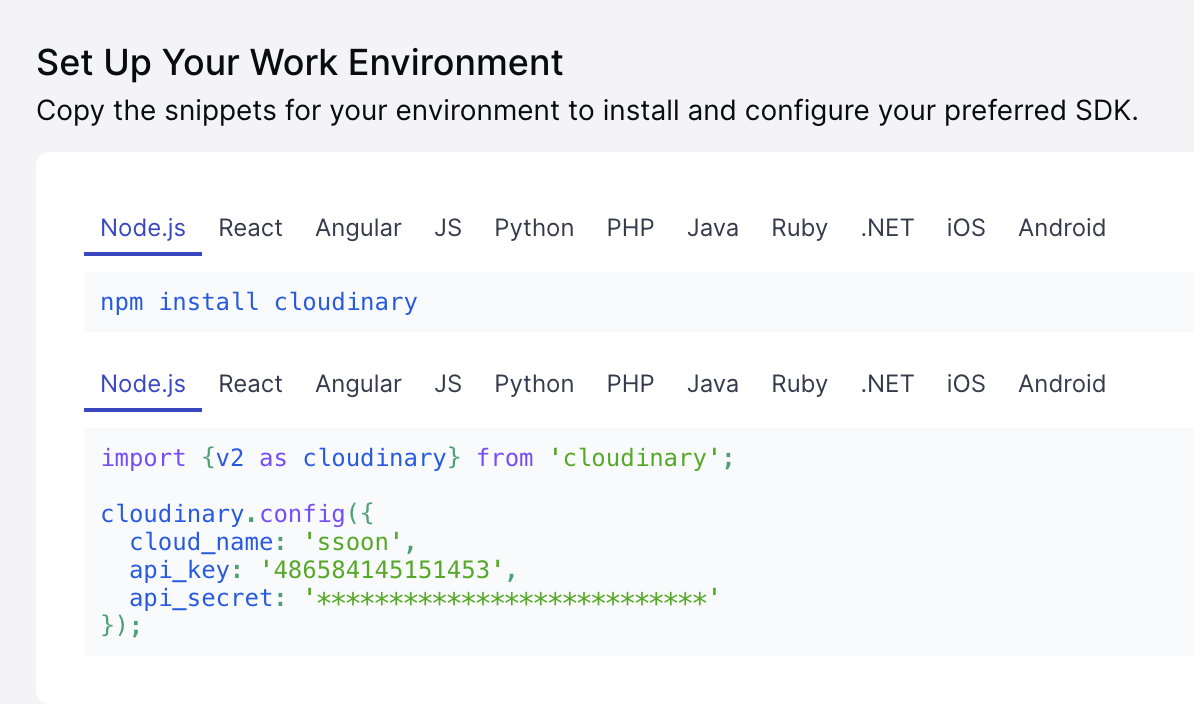 Set Up Your Work Environment
Copy the snippets for your environment to install and configure your preferred SDK.
Node.js React Angular JS Python PHP Java Ruby .NET iOS Android
npm install cloudinary
Node.js React Angular JS Python PHP Java Ruby .NET iOS Android
import {v2 as cloudinary} from 'cloudinary';
cloudinary.config({
  cloud_name: 'ssoon',
  api_key: '486584145151453',
  api_secret: '***************************'
});